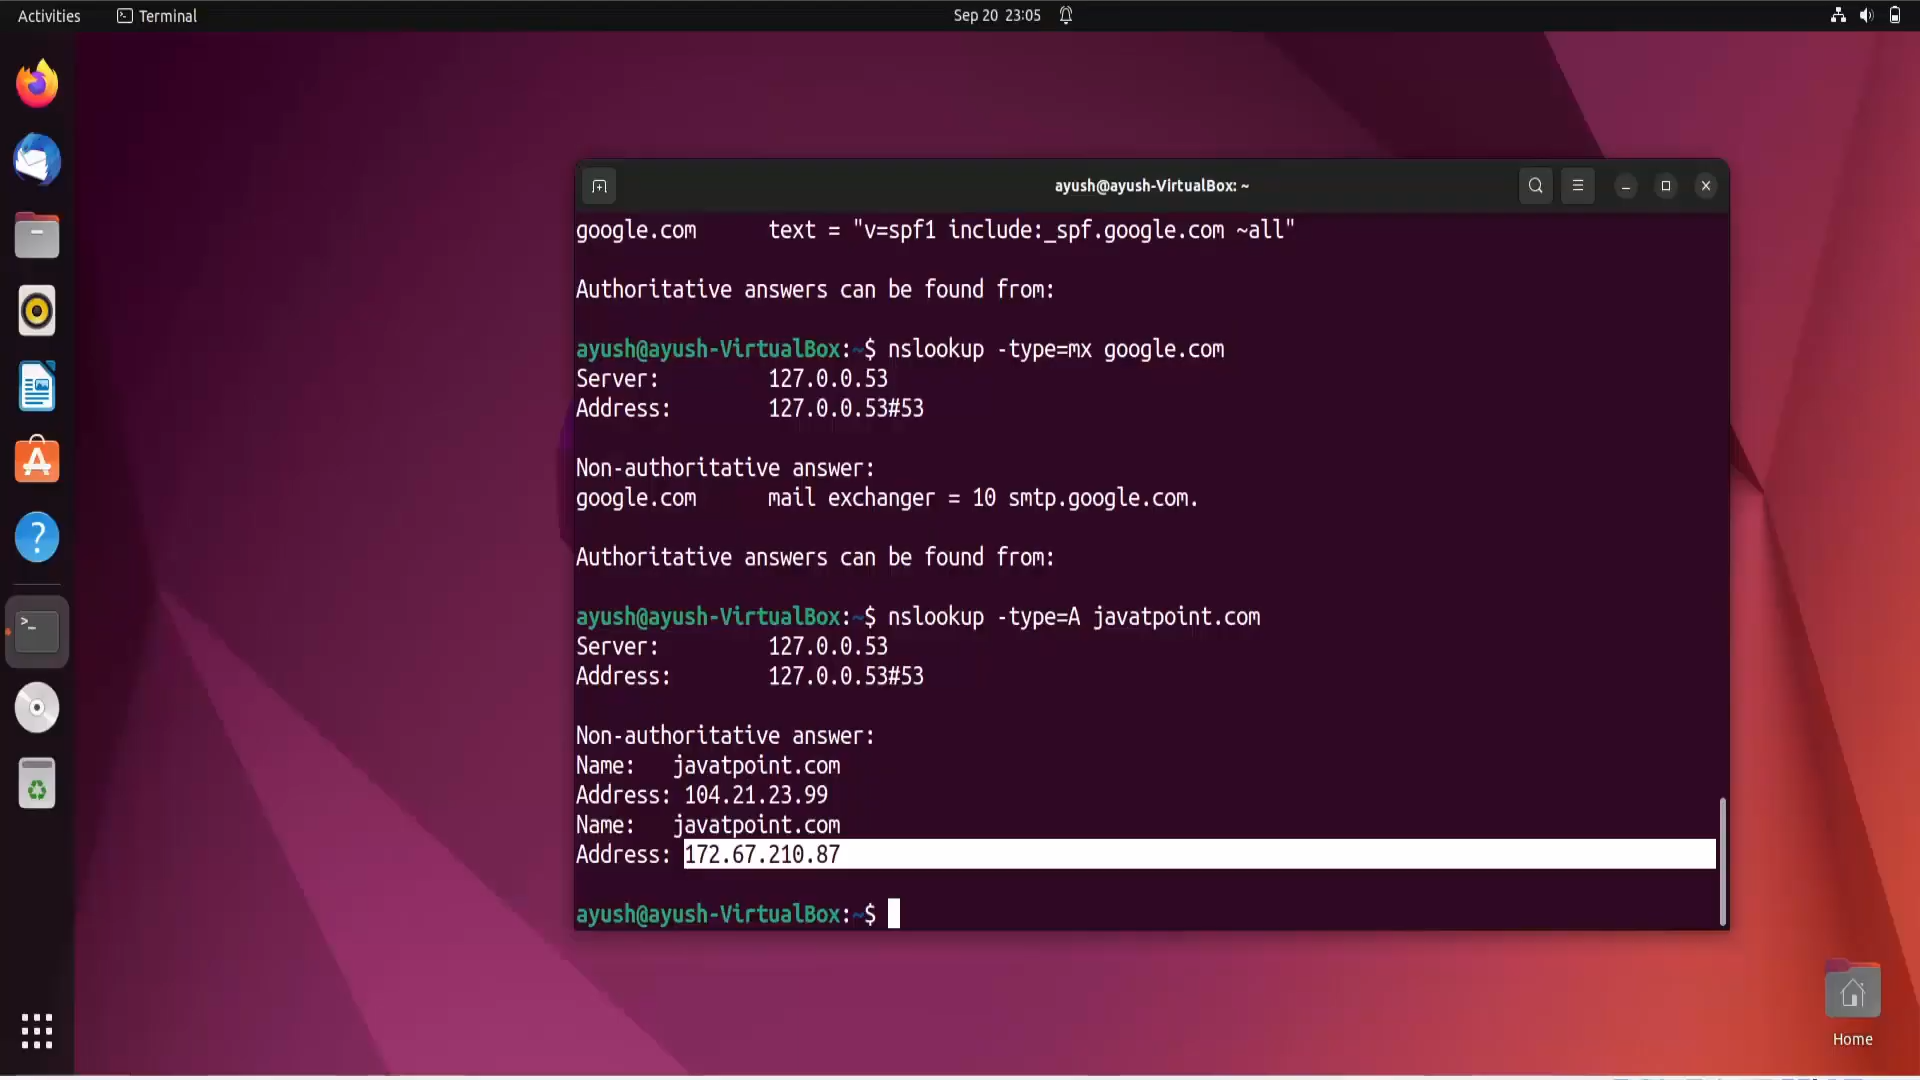 Activities
Terminal
Sep 20 23:05
ayush@ayush-VirtualBox: ~
google.com text = "v=spf1 include:_spf.google.com ~all"
Authoritative answers can be found from:
ayush@ayush-VirtualBox:~$ nslookup -type=mx google.com
Server: 127.0.0.53
Address: 127.0.0.53#53
Non-authoritative answer:
google.com mail exchanger = 10 smtp.google.com.
Authoritative answers can be found from:
ayush@ayush-VirtualBox:~$ nslookup -type=A javatpoint.com
Server: 127.0.0.53
Address: 127.0.0.53#53
Non-authoritative answer:
Name: javatpoint.com
Address: 104.21.23.99
Name: javatpoint.com
Address: 172.67.210.87
ayush@ayush-VirtualBox:~$
Home